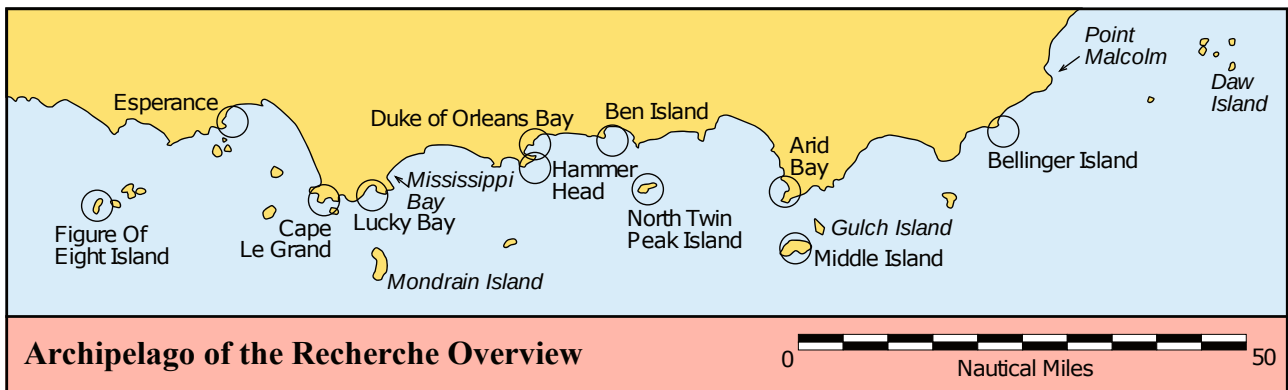 Point
Malcolm
Daw
Island
Esperance
Duke of Orleans Bay
Ben Island
Arid
Bay
Bellinger Island
Hammer
Head
Mississippi
Bay
Lucky Bay
Cape
Le Grand
Figure Of
Eight Island
North Twin
Peak Island
Gulch Island
Middle Island
Mondrain Island
Archipelago of the Recherche Overview
0
50
Nautical Miles